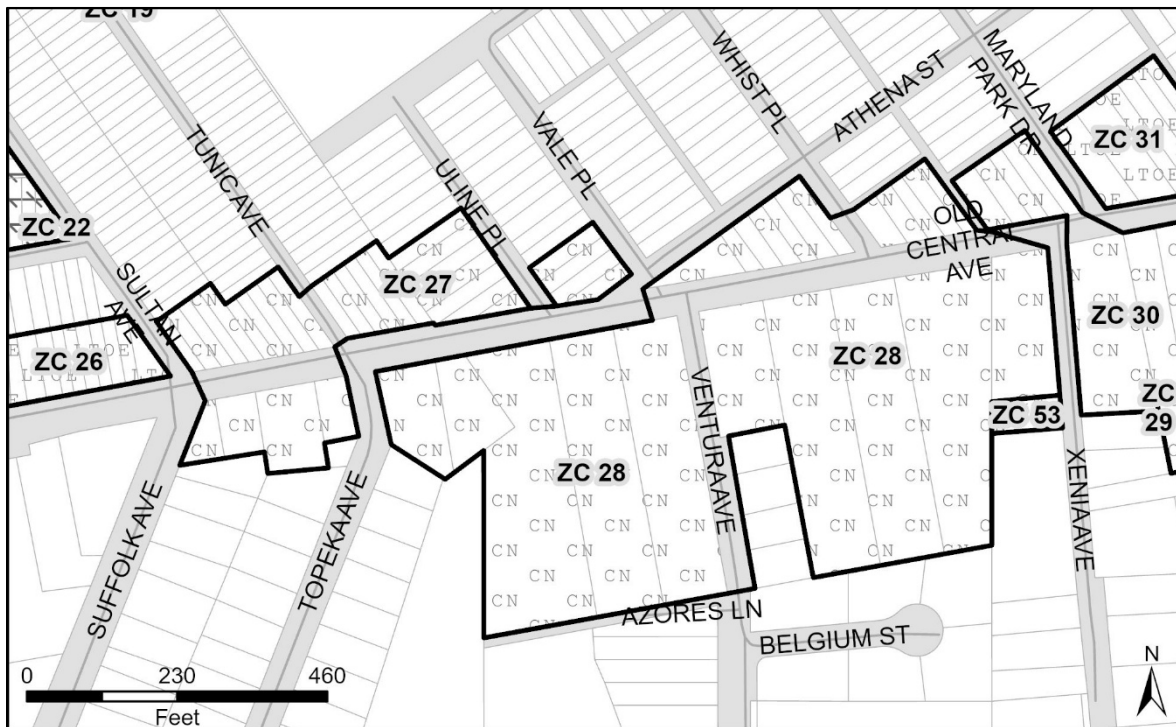 ZC 19
WHIST PL
MARYLAND
PARK DR
ATHENA ST
TUNIC AVE
VALE PL
ULINE PL
ZC 31
LTOE
ZC 22
OLD
CENTRAL
AVE
SULTAN
AVE
ZC 27
CN
ZC 30
ZC 26
LTOE
ZC 28
ZC 28
ZC 53
ZC
29
VENTURA AVE
XENIA AVE
SUFFOLK AVE
TOPEKA AVE
AZORES LN
BELGIUM ST
0 230 460
Feet
N